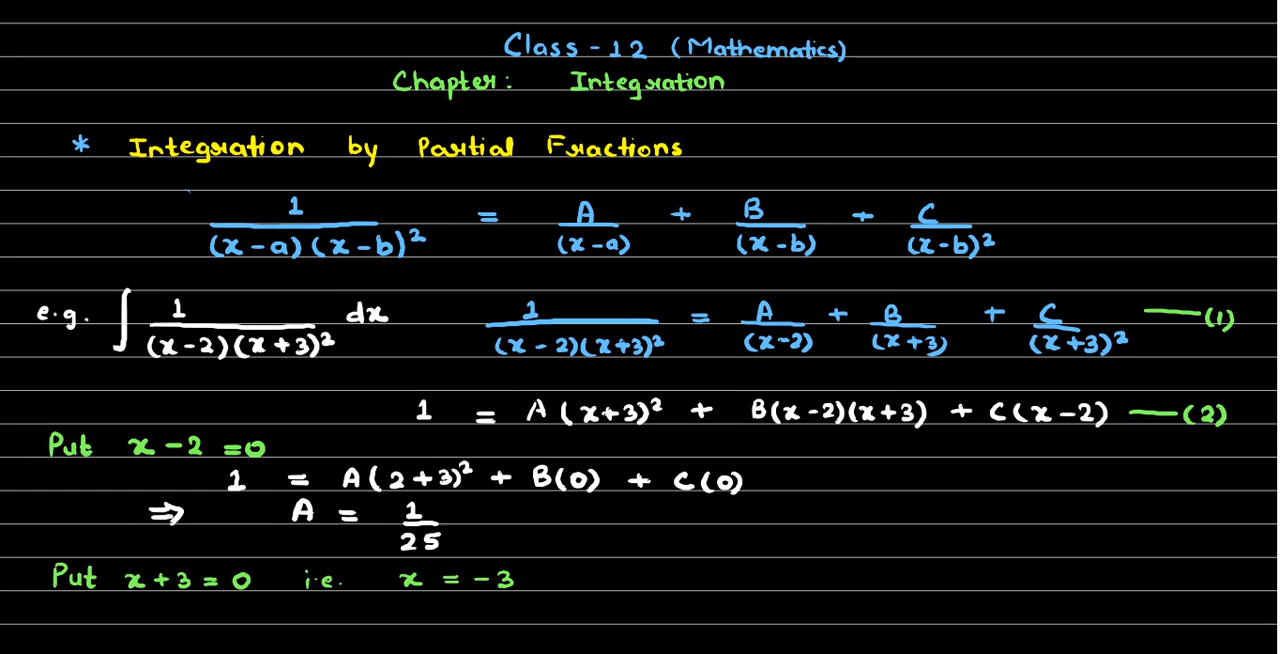 Class - 12 (Mathematics)
Chapter: Integration
* Integration by Partial Fractions
1/((x-a)(x-b)²) = A/(x-a) + B/(x-b) + C/(x-b)²
e.g. ∫ 1/((x-2)(x+3)²) dx 1/((x-2)(x+3)²) = A/(x-2) + B/(x+3) + C/(x+3)² —(1)
1 = A(x+3)² + B(x-2)(x+3) + C(x-2) —(2)
Put x-2=0
1 = A(2+3)² + B(0) + C(0)
⇒ A = 1/25
Put x+3=0 i.e. x = -3